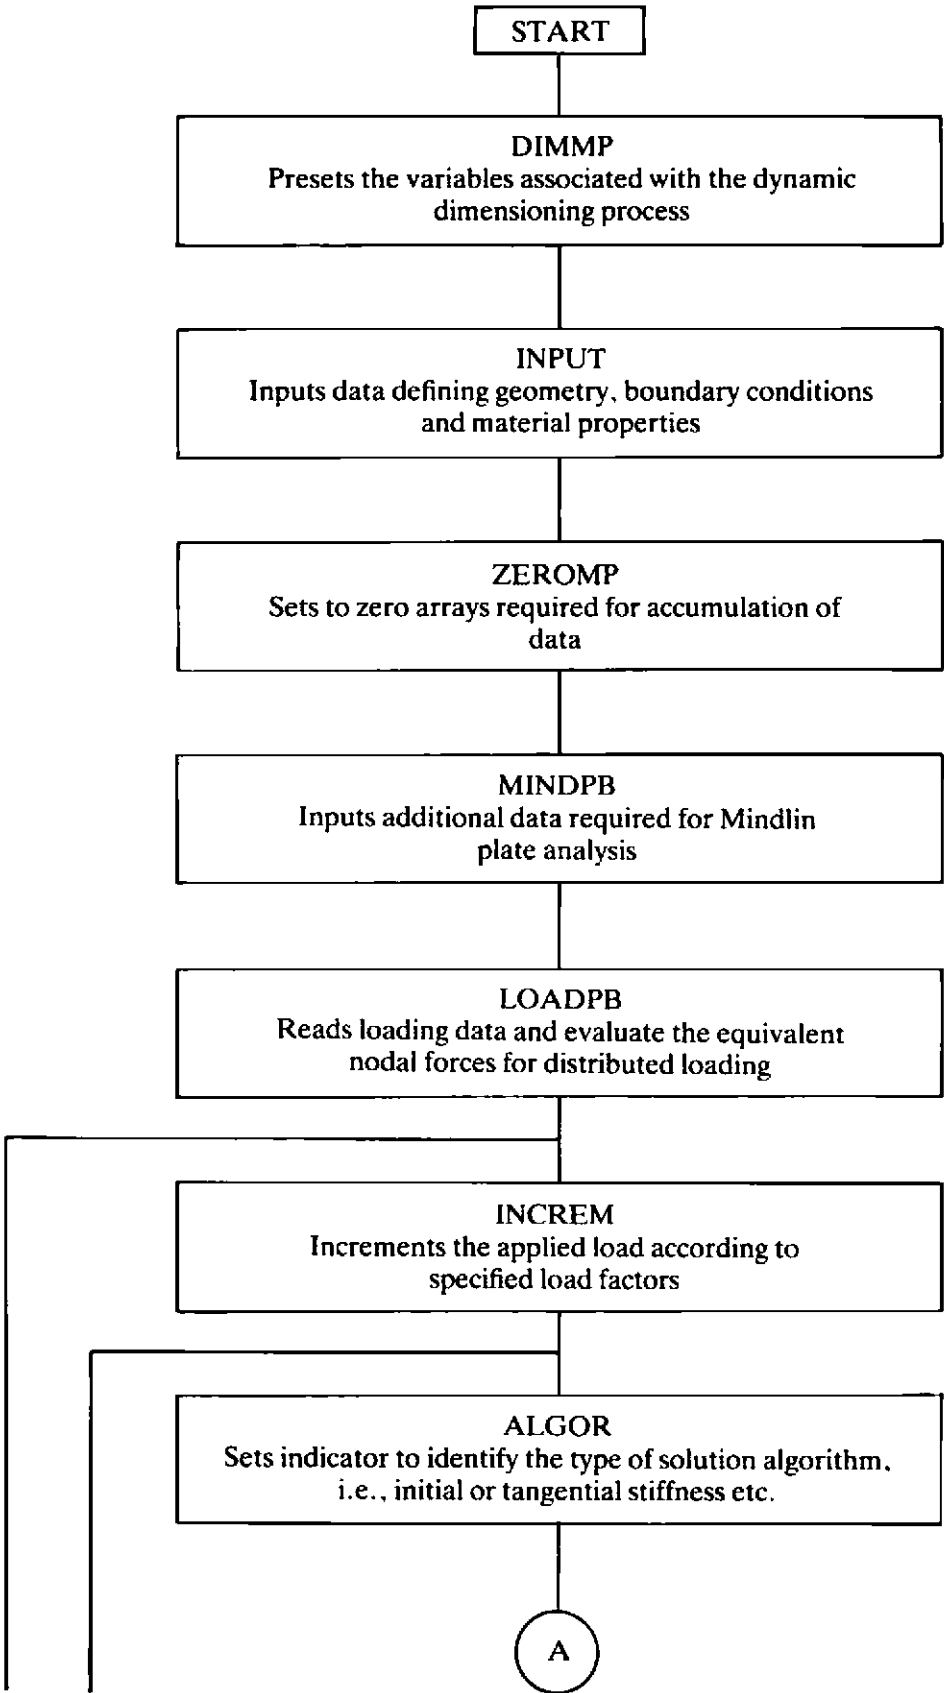 START
DIMMP
Presets the variables associated with the dynamic
dimensioning process
INPUT
Inputs data defining geometry, boundary conditions
and material properties
ZEROMP
Sets to zero arrays required for accumulation of
data
MINDPB
Inputs additional data required for Mindlin
plate analysis
LOADPB
Reads loading data and evaluate the equivalent
nodal forces for distributed loading
INCREM
Increments the applied load according to
specified load factors
ALGOR
Sets indicator to identify the type of solution algorithm,
i.e., initial or tangential stiffness etc.
A